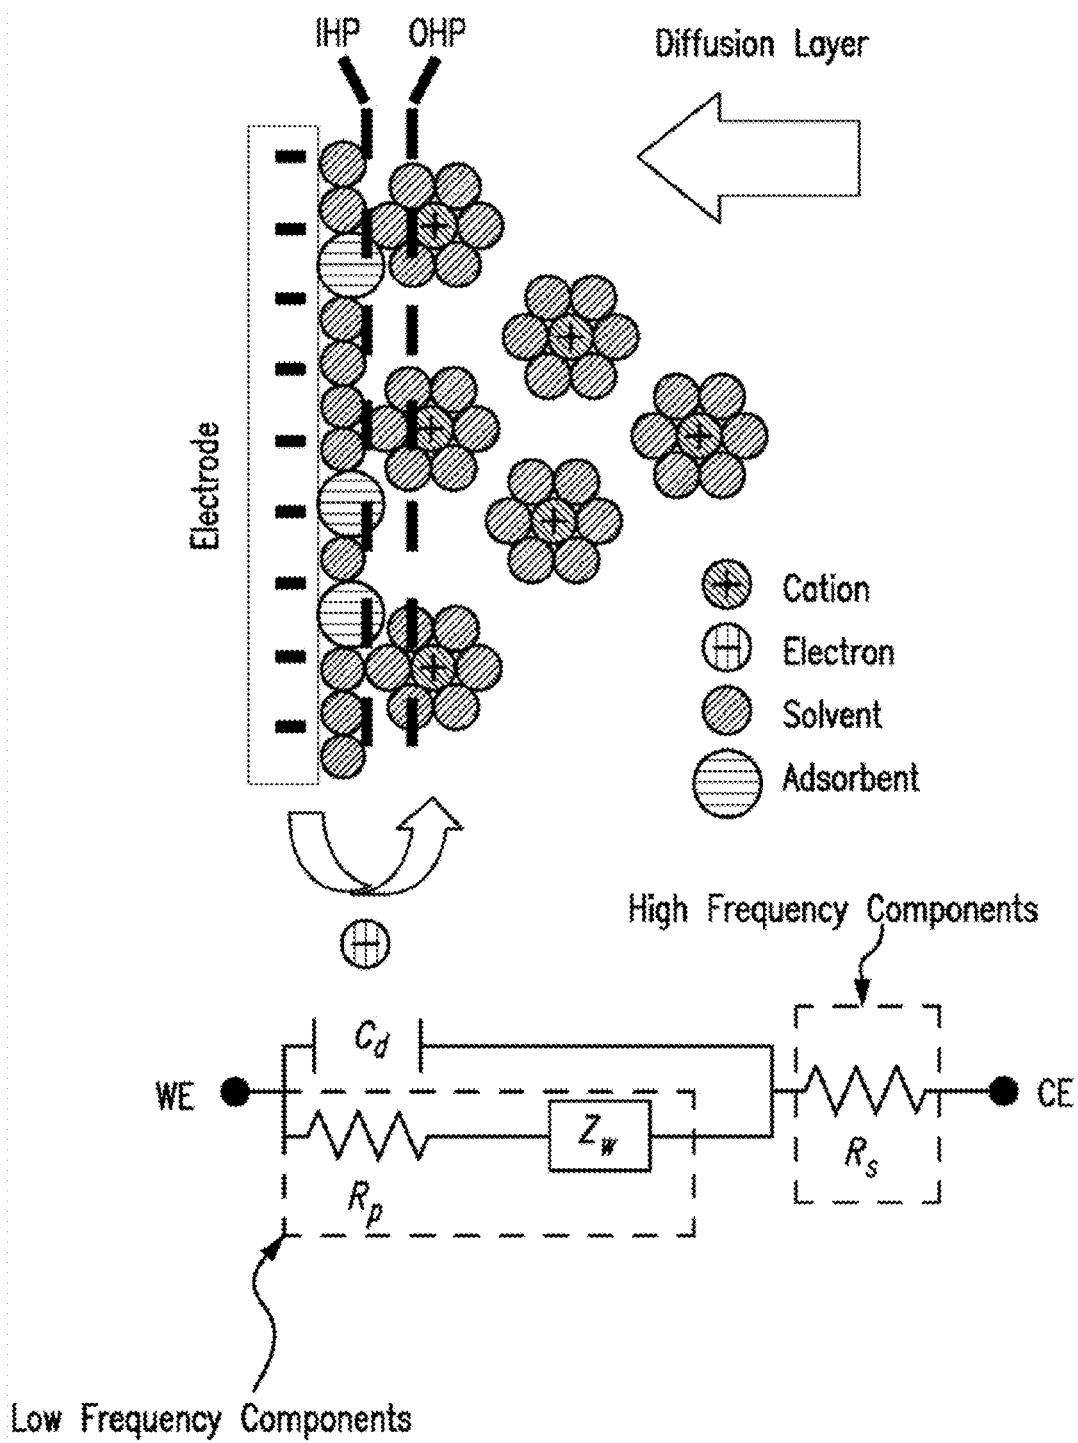 IHP OHP
Diffusion Layer
Electrode
Cation
Electron
Solvent
Adsorbent
High Frequency Components
C_d
WE
CE
Z_w
R_s
R_p
Low Frequency Components